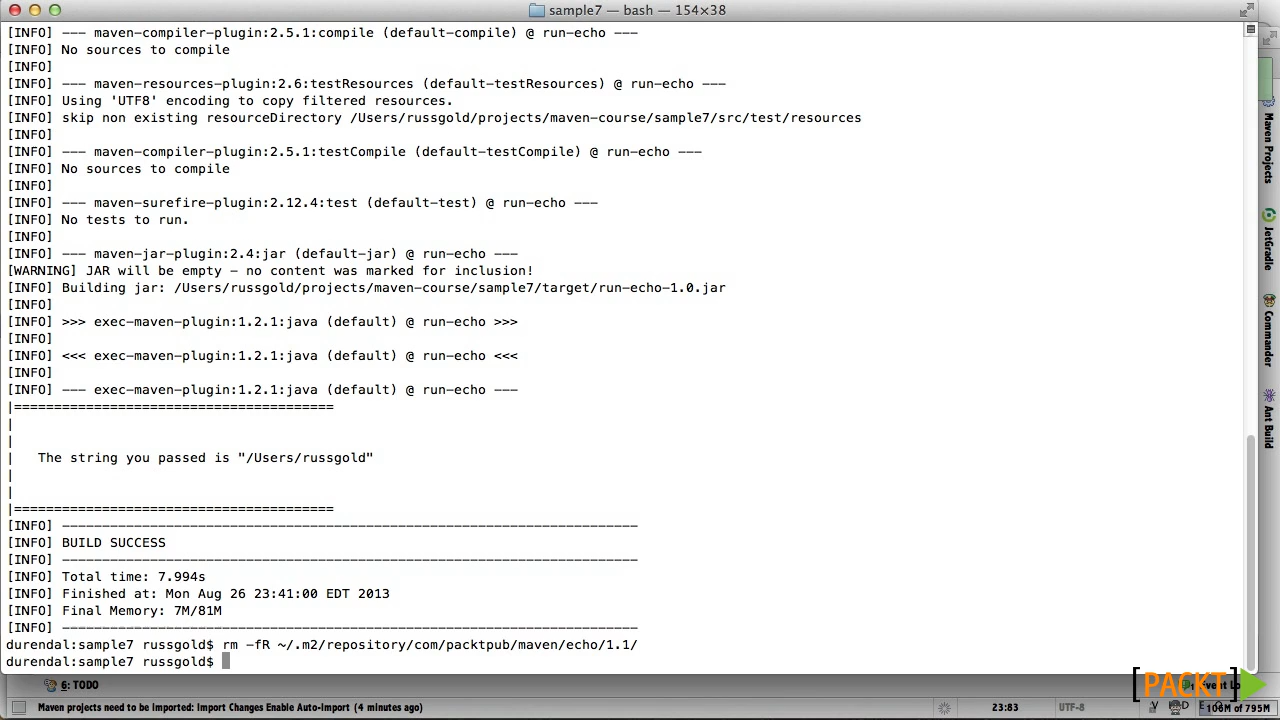 sample7 — bash — 154×38
[INFO] --- maven-compiler-plugin:2.5.1:compile (default-compile) @ run-echo ---
[INFO] No sources to compile
[INFO]
[INFO] --- maven-resources-plugin:2.6:testResources (default-testResources) @ run-echo ---
[INFO] Using 'UTF8' encoding to copy filtered resources.
[INFO] skip non existing resourceDirectory /Users/russgold/projects/maven-course/sample7/src/test/resources
[INFO]
[INFO] --- maven-compiler-plugin:2.5.1:testCompile (default-testCompile) @ run-echo ---
[INFO] No sources to compile
[INFO]
[INFO] --- maven-surefire-plugin:2.12.4:test (default-test) @ run-echo ---
[INFO] No tests to run.
[INFO]
[INFO] --- maven-jar-plugin:2.4:jar (default-jar) @ run-echo ---
[WARNING] JAR will be empty - no content was marked for inclusion!
[INFO] Building jar: /Users/russgold/projects/maven-course/sample7/target/run-echo-1.0.jar
[INFO]
[INFO] >>> exec-maven-plugin:1.2.1:java (default) @ run-echo >>>
[INFO]
[INFO] <<< exec-maven-plugin:1.2.1:java (default) @ run-echo <<<
[INFO]
[INFO] --- exec-maven-plugin:1.2.1:java (default) @ run-echo ---
|========================================
|
|
|   The string you passed is "/Users/russgold"
|
|
|========================================
[INFO] ------------------------------------------------------------------------
[INFO] BUILD SUCCESS
[INFO] ------------------------------------------------------------------------
[INFO] Total time: 7.994s
[INFO] Finished at: Mon Aug 26 23:41:00 EDT 2013
[INFO] Final Memory: 7M/81M
[INFO] ------------------------------------------------------------------------
durendal:sample7 russgold$ rm -fR ~/.m2/repository/com/packtpub/maven/echo/1.1/
durendal:sample7 russgold$
Maven Projects
JetGradle
Commander
Ant Build
6: TODO
[PACKT]
Maven projects need to be imported: Import Changes Enable Auto-Import (4 minutes ago)
23:83
UTF-8
of 795M